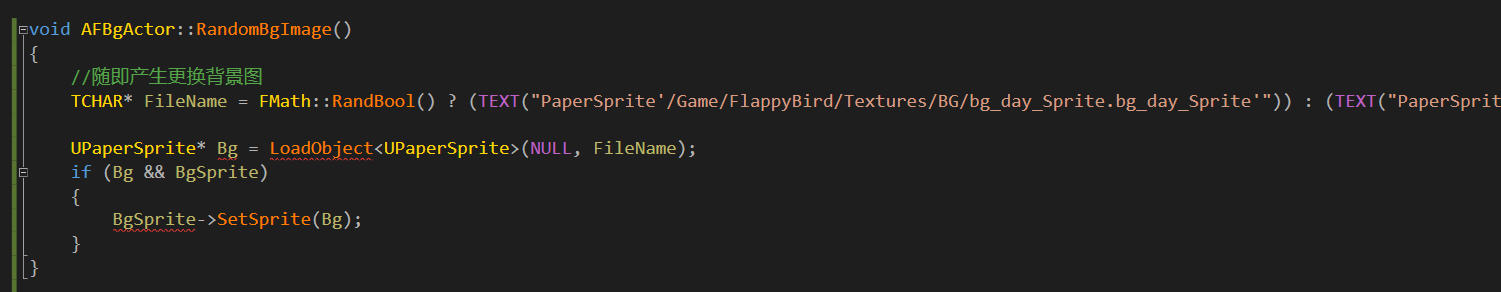 void AFBgActor::RandomBgImage()
{
//随即产生更换背景图
TCHAR* FileName = FMath::RandBool() ? (TEXT("PaperSprite'/Game/FlappyBird/Textures/BG/bg_day_Sprite.bg_day_Sprite'")) : (TEXT("PaperSprit
UPaperSprite* Bg = LoadObject<UPaperSprite>(NULL, FileName);
if (Bg && BgSprite)
{
BgSprite->SetSprite(Bg);
}
}